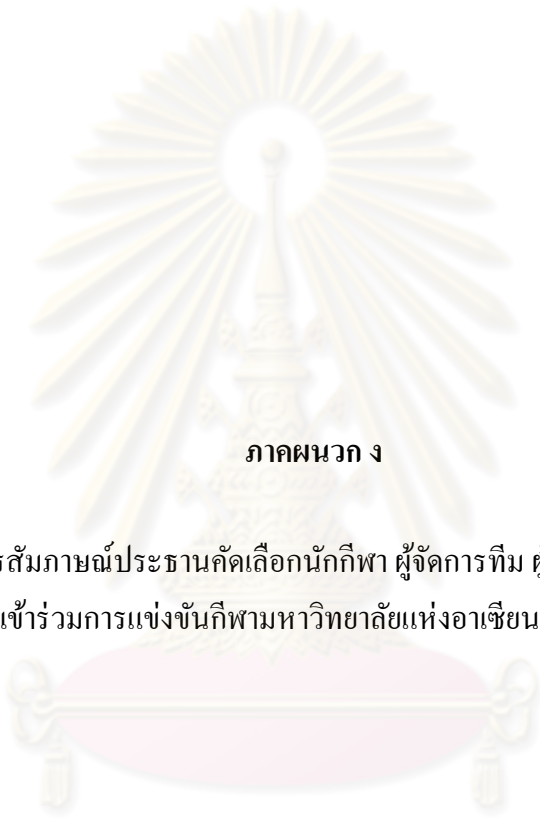 ภาคผนวก ง
สัมภาษณ์ประธานคัดเลือกนักกีฬา ผู้จัดการทีม
เข้าร่วมการแข่งขันกีฬามหาวิทยาลัยแห่งอาเซียน